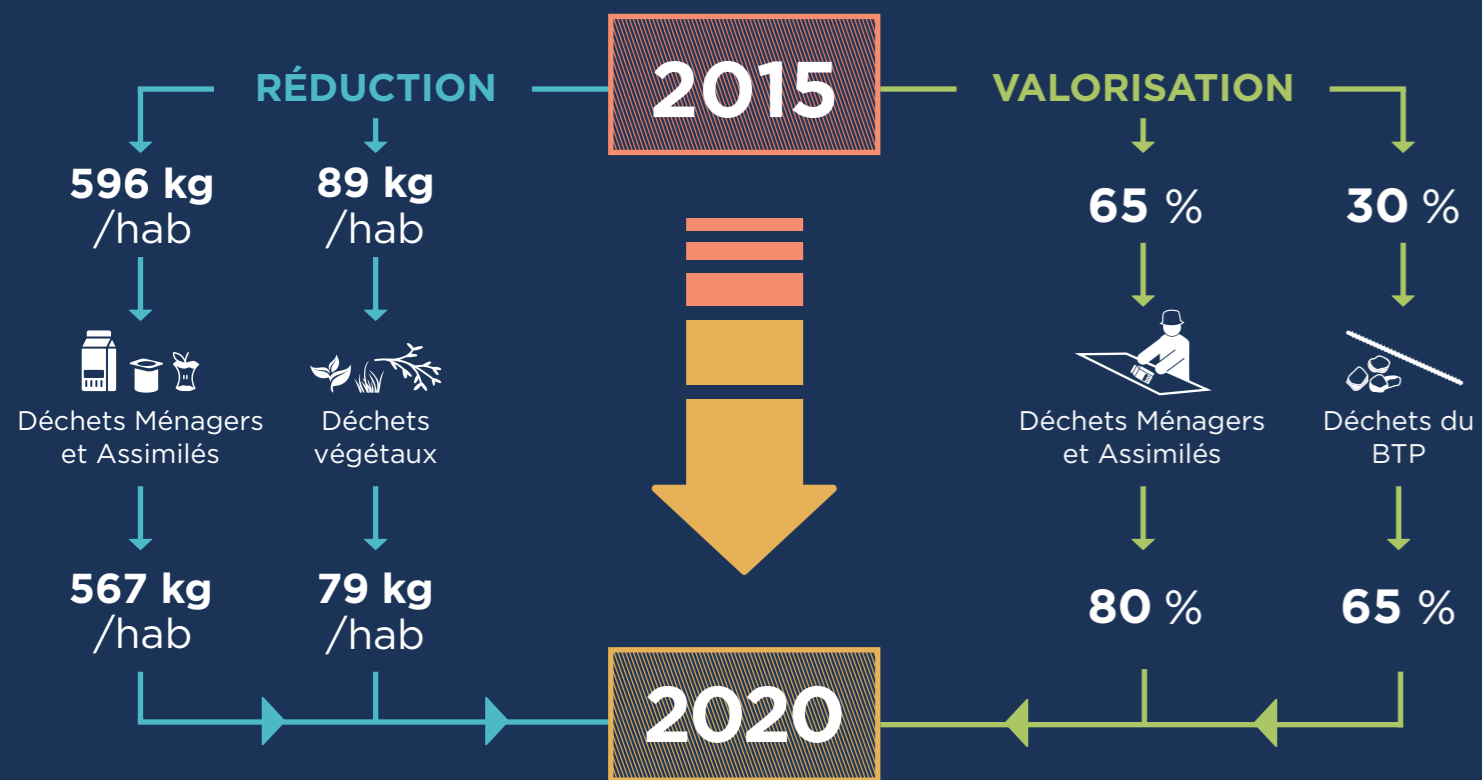 2015
RÉDUCTION
VALORISATION
596 kg
/hab
89 kg
/hab
65 %
30 %
Déchets Ménagers
et Assimilés
Déchets
végétaux
Déchets Ménagers
et Assimilés
Déchets du
BTP
567 kg
/hab
79 kg
/hab
80 %
65 %
2020